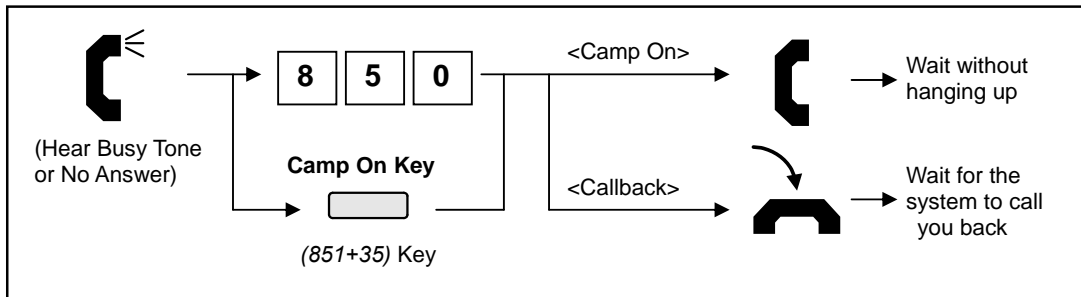 (Hear Busy Tone
or No Answer)
8 5 0
Camp On Key
(851+35) Key
<Camp On>
Wait without
hanging up
<Callback>
Wait for the
system to call
you back